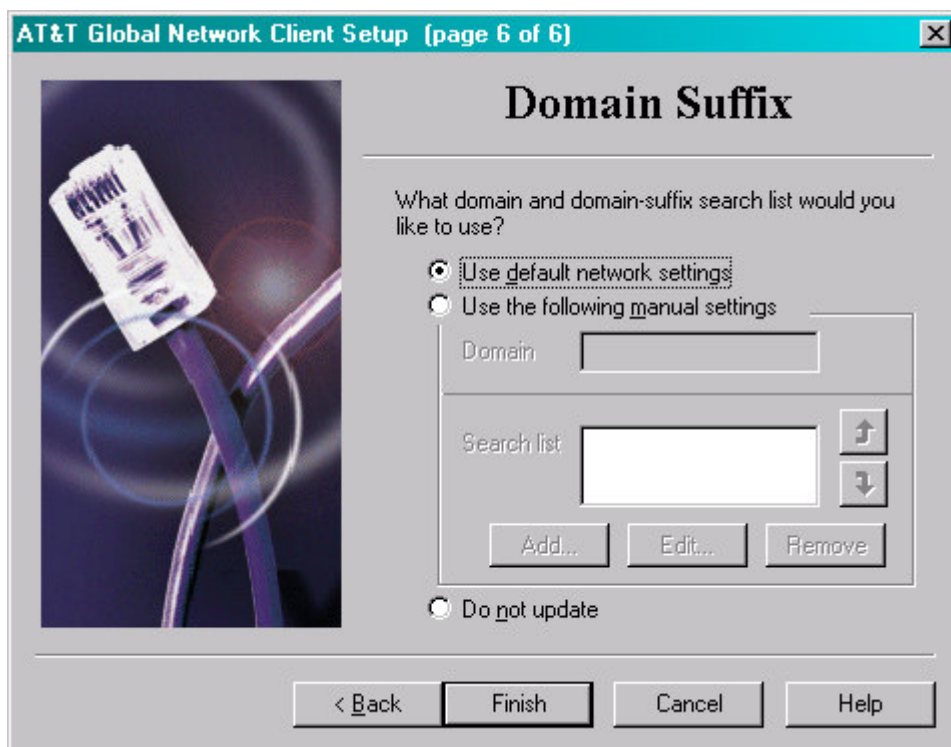 AT&T Global Network Client Setup (page 6 of 6)
Domain Suffix
What domain and domain-suffix search list would you
like to use?
Use default network settings
Use the following manual settings
Domain
Search list
Add...
Edit...
Remove
Do not update
< Back
Finish
Cancel
Help